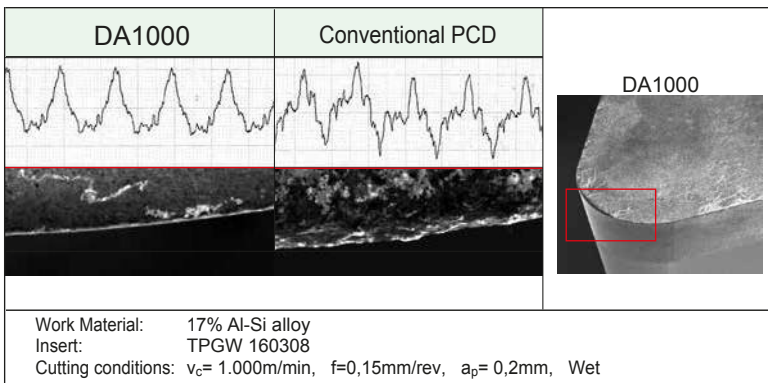 DA1000
Conventional PCD
DA1000
Work Material: 17% Al-Si alloy
Insert: TPGW 160308
Cutting conditions: vc= 1.000m/min, f=0,15mm/rev, ap= 0,2mm, Wet